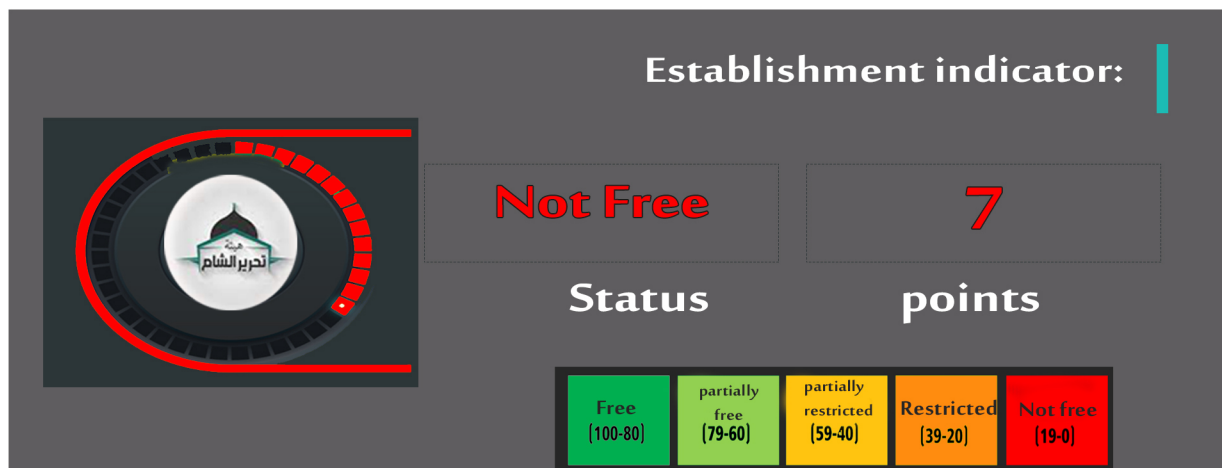 Establishment indicator:
هيئة
تحرير الشام
Not Free
7
Status
points
Free
(100-80)
partially
free
(79-60)
partially
restricted
(59-40)
Restricted
(39-20)
Not free
(19-0)